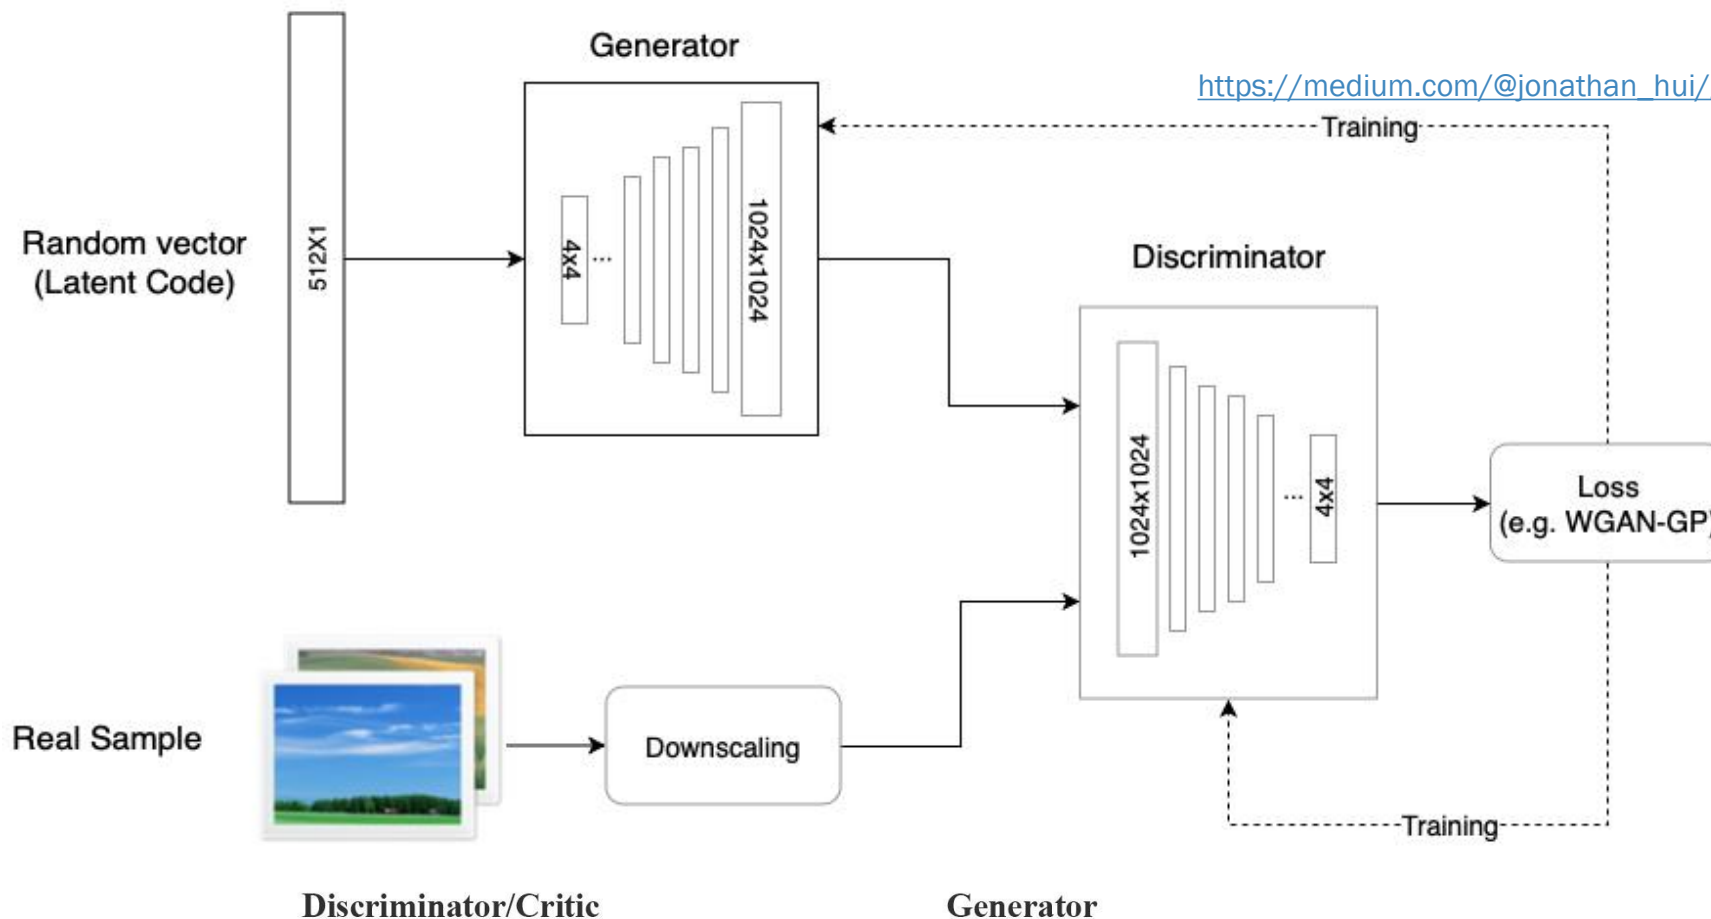 Generator
https://medium.com/@jonathan_hui/
Training
512X1
Random vector
(Latent Code)
4x4
...
1024x1024
Discriminator
1024x1024
...
4x4
Loss
(e.g. WGAN-GP)
Real Sample
Downscaling
Training
Discriminator/Critic
Generator